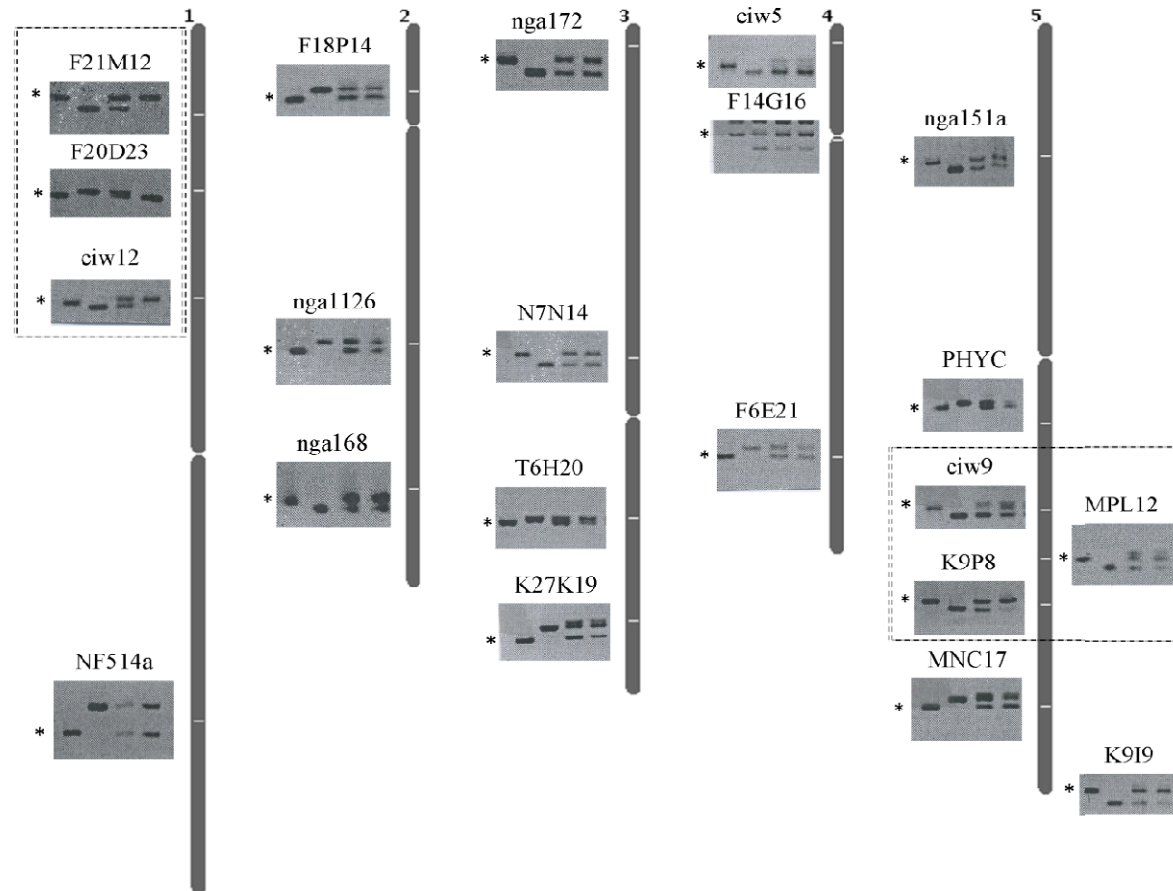 1
F21M12
*
F20D23
*
ciw12
*
NF514a
*
2
F18P14
*
nga1126
*
nga168
*
3
nga172
*
N7N14
*
T6H20
*
K27K19
*
4
ciw5
*
F14G16
*
F6E21
*
5
nga151a
*
PHYC
*
ciw9
*
MPL12
*
K9P8
*
MNC17
*
K9I9
*